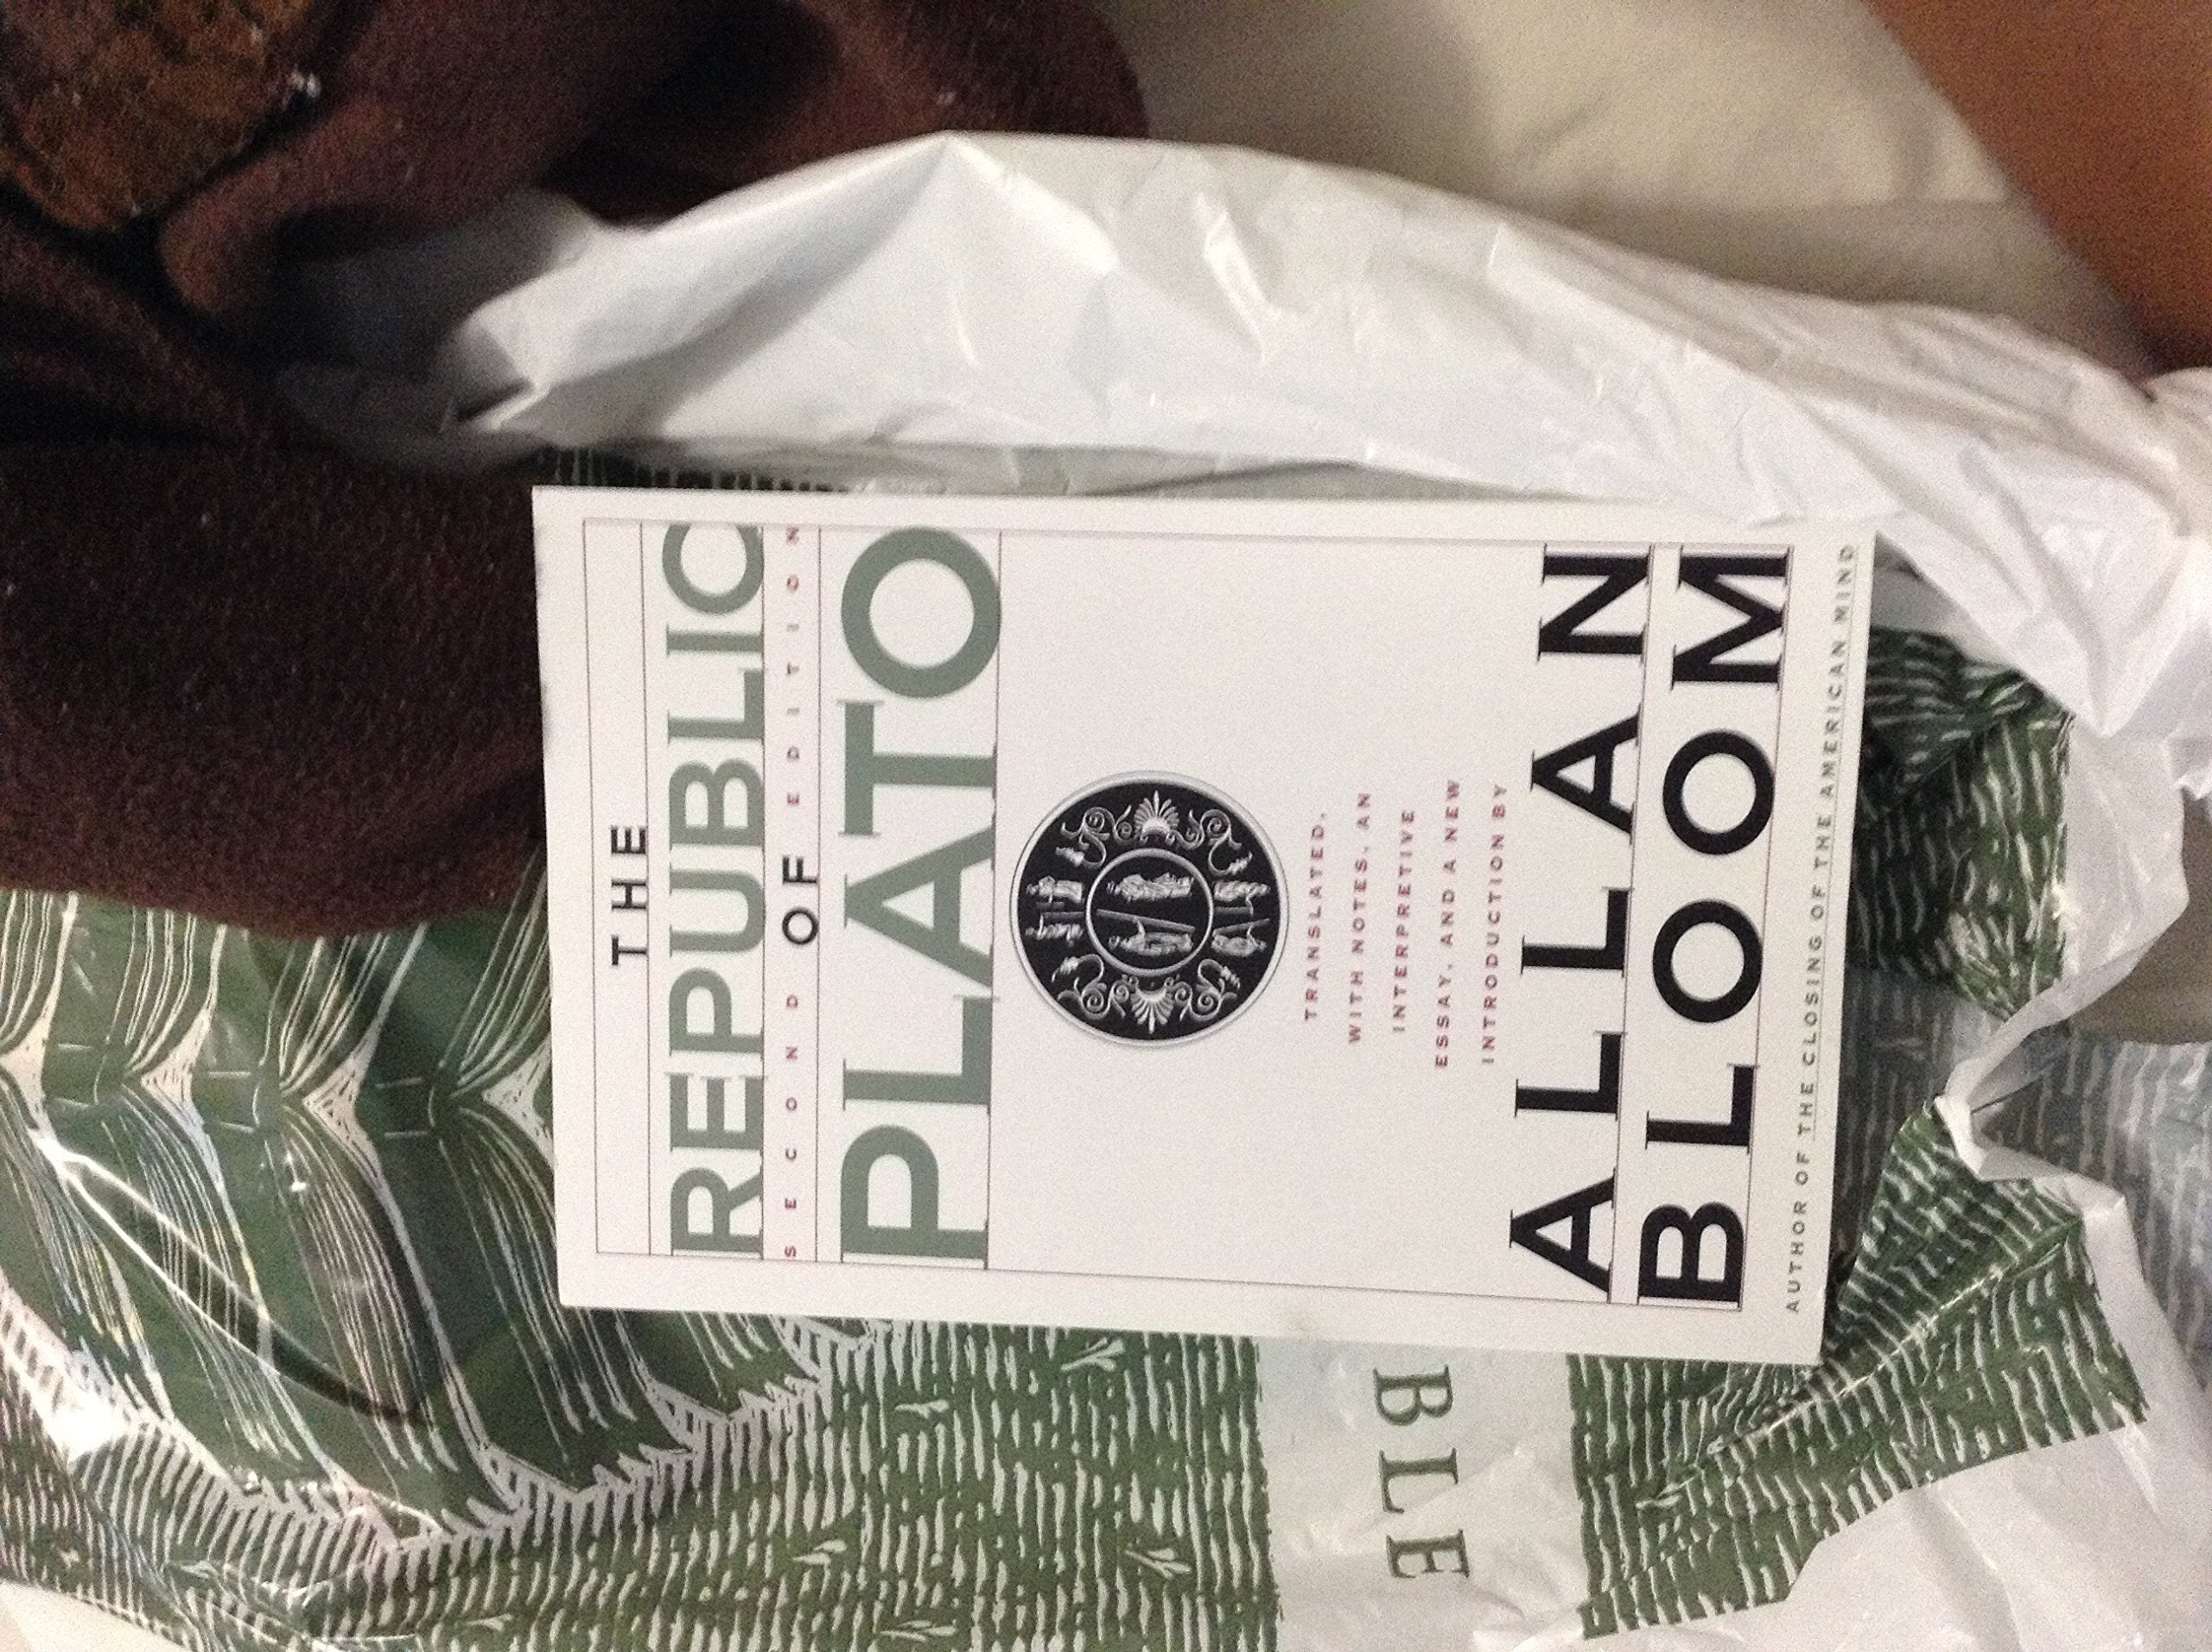 THE
REPUBLIC
SECOND EDITION
OF
PLATO
TRANSLATED,
WITH NOTES, AN
INTERPRETIVE
ESSAY, AND A NEW
INTRODUCTION BY
ALLAN
BLOOM
AUTHOR OF THE CLOSING OF THE AMERICAN MIND
BLE